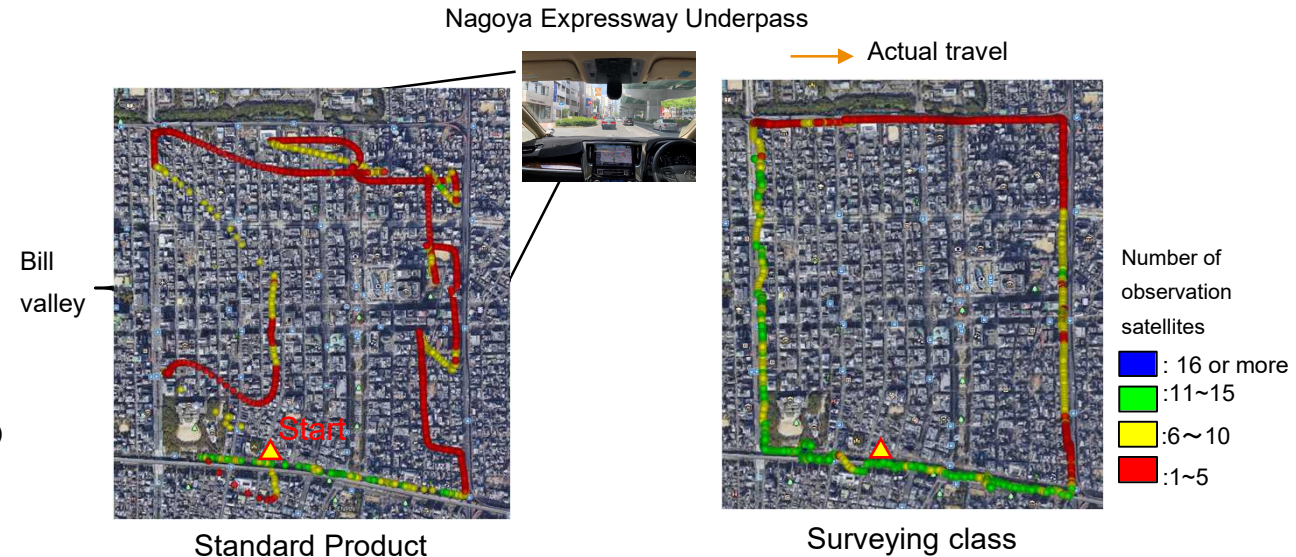 Nagoya Expressway Underpass
Actual travel
Bill
valley
Start
Number of
observation
satellites
: 16 or more
:11~15
:6～10
:1~5
)
Standard Product
Surveying class